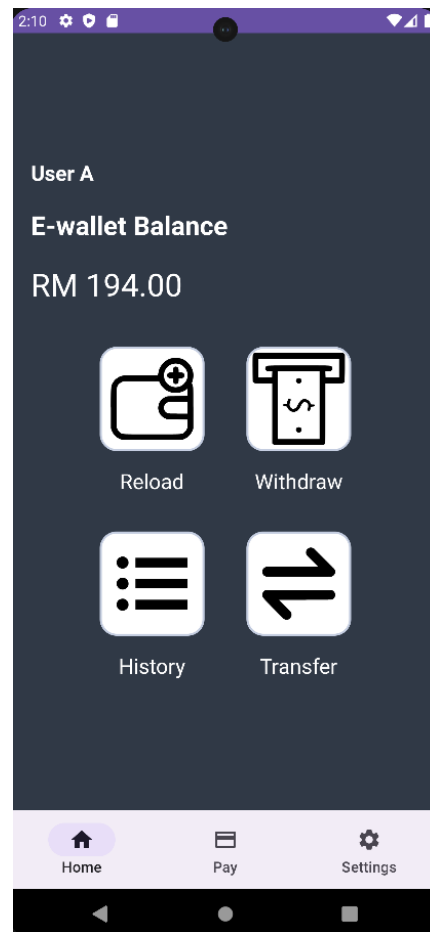 2:10
User A
E-wallet Balance
RM 194.00
Reload Withdraw
History Transfer
Home Pay Settings